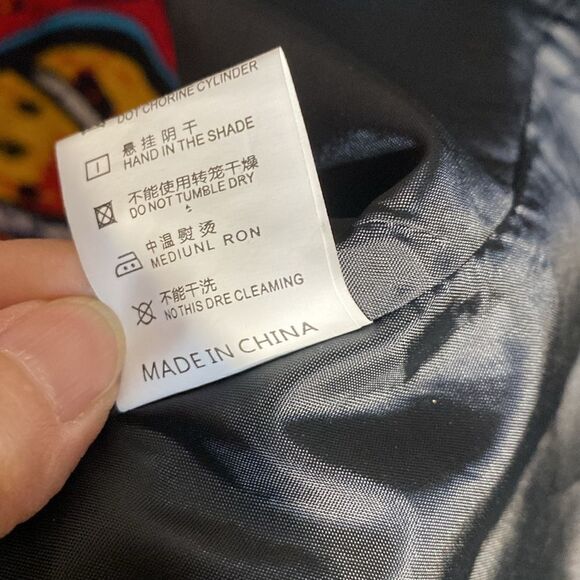 DOT CHORINE CYLINDER
悬挂阴干
HAND IN THE SHADE
不能使用转笼干燥
DO NOT TUMBLE DRY
中温熨烫
MEDIUNL RON
不能干洗
NO THIS DRE CLEAMING
MADE IN CHINA